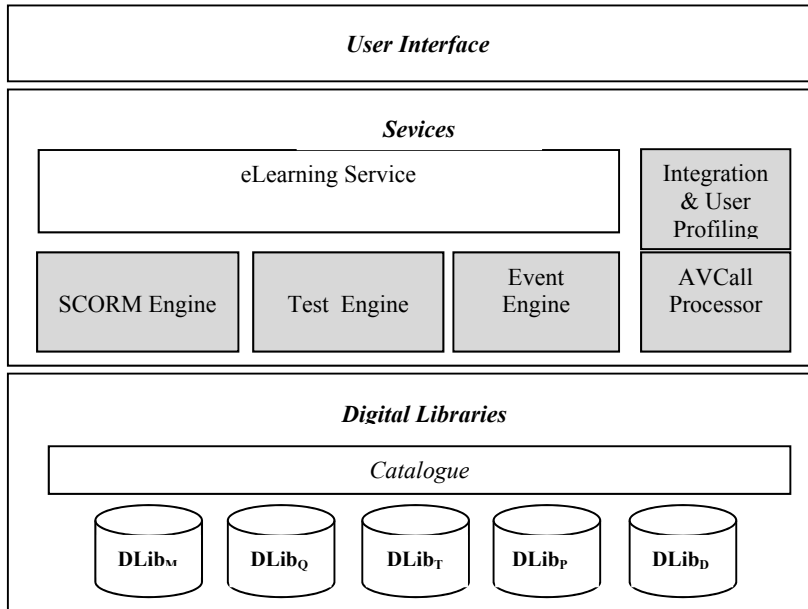 User Interface
Sevices
eLearning Service
Integration
& User
Profiling
SCORM Engine
Test Engine
Event
Engine
AVCall
Processor
Digital Libraries
Catalogue
DLibM
DLibQ
DLibT
DLibP
DLibD